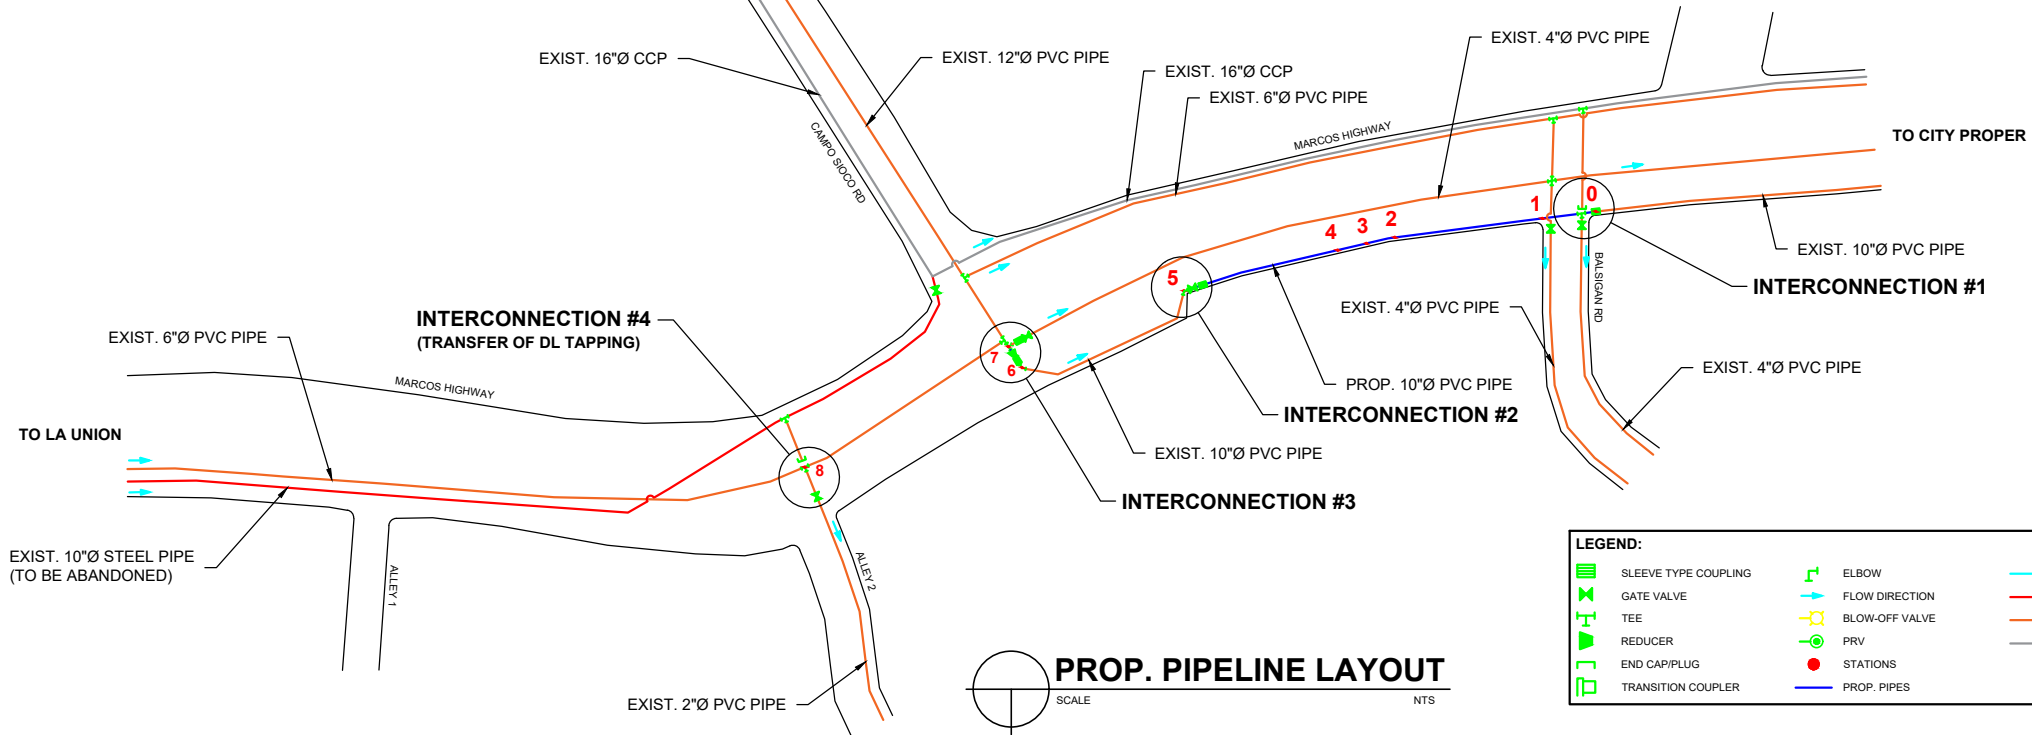 EXIST. 16"Ø CCP
EXIST. 12"Ø PVC PIPE
EXIST. 16"Ø CCP
EXIST. 6"Ø PVC PIPE
EXIST. 4"Ø PVC PIPE
CAMPO SIOCO RD
MARCOS HIGHWAY
TO CITY PROPER
0
1
2
3
4
5
EXIST. 10"Ø PVC PIPE
INTERCONNECTION #1
BALSIGAN RD
EXIST. 4"Ø PVC PIPE
INTERCONNECTION #4
(TRANSFER OF DL TAPPING)
EXIST. 6"Ø PVC PIPE
7
6
MARCOS HIGHWAY
PROP. 10"Ø PVC PIPE
EXIST. 4"Ø PVC PIPE
INTERCONNECTION #2
TO LA UNION
EXIST. 10"Ø PVC PIPE
8
INTERCONNECTION #3
EXIST. 10"Ø STEEL PIPE
(TO BE ABANDONED)
ALLEY 1
ALLEY 2
EXIST. 2"Ø PVC PIPE
PROP. PIPELINE LAYOUT
SCALE
NTS
LEGEND:
SLEEVE TYPE COUPLING
GATE VALVE
TEE
REDUCER
END CAP/PLUG
TRANSITION COUPLER
ELBOW
FLOW DIRECTION
BLOW-OFF VALVE
PRV
STATIONS
PROP. PIPES